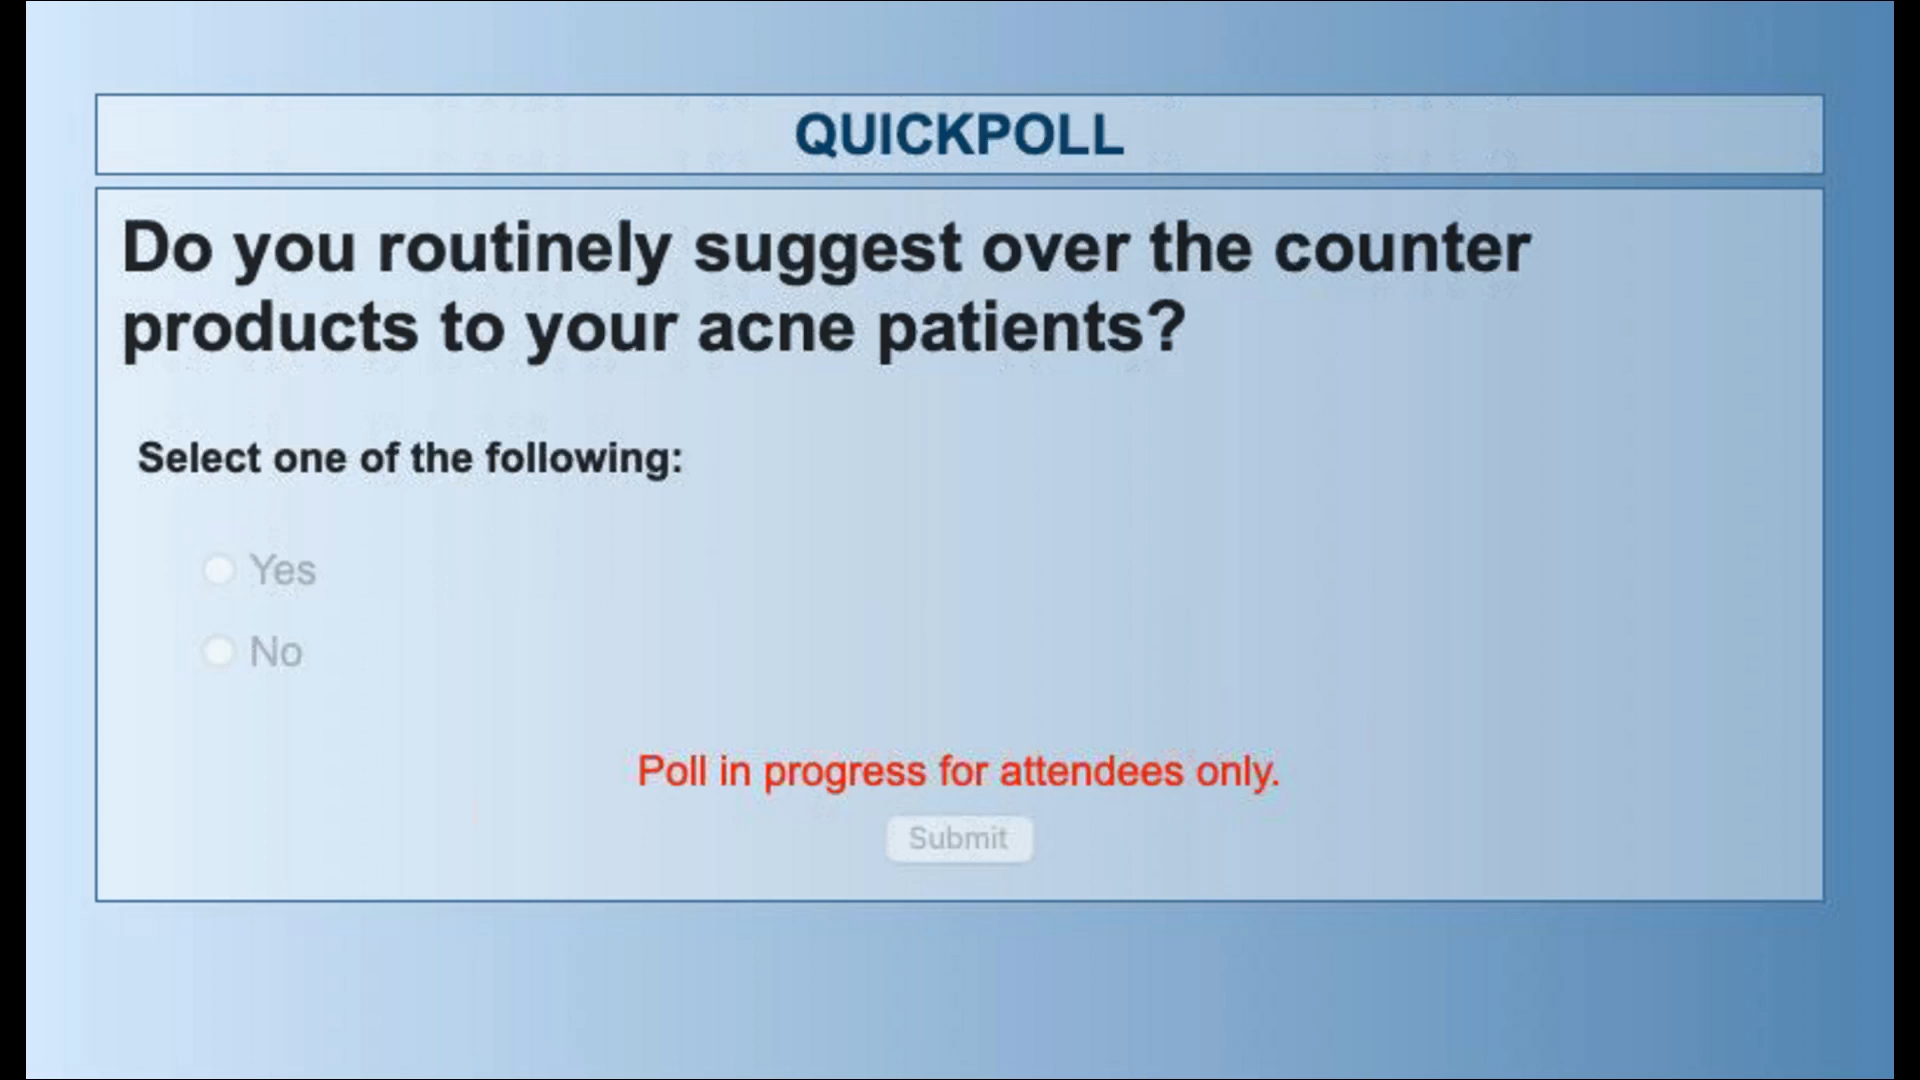 QUICKPOLL
Do you routinely suggest over the counter
products to your acne patients?
Select one of the following:
Yes
No
Poll in progress for attendees only.
Submit